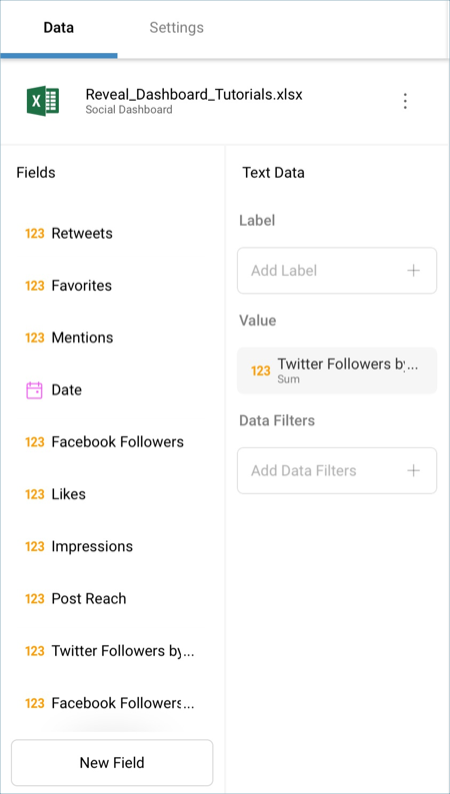 Data
Settings
X
Reveal_Dashboard_Tutorials.xlsx
Social Dashboard
Fields
123 Retweets
123 Favorites
123 Mentions
Date
123 Facebook Followers
123 Likes
123 Impressions
123 Post Reach
123 Twitter Followers by...
123 Facebook Followers...
New Field
Text Data
Label
Add Label +
Value
123 Twitter Followers by...
Sum
Data Filters
Add Data Filters +